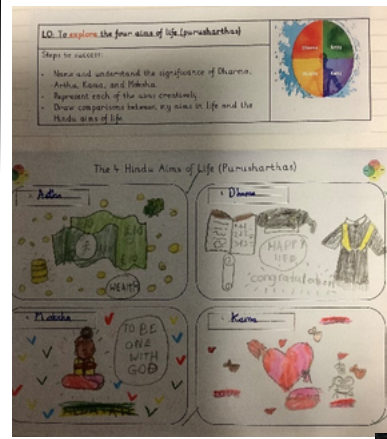 LO: To explore the four aims of life (purusharthas)
Steps to success:
Name and understand the significance of Dharma, Artha, Kama, and Moksha
Represent each of the aims creatively
Draw comparisons between my aims in life and the Hindu aims of life
The 4 Hindu Aims of Life (Purusharthas)
Artha
£
WEALTH
Dharma
HAPPY
LIFE
congratulations
Moksha
TO BE
ONE
WITH
GOD
Kama